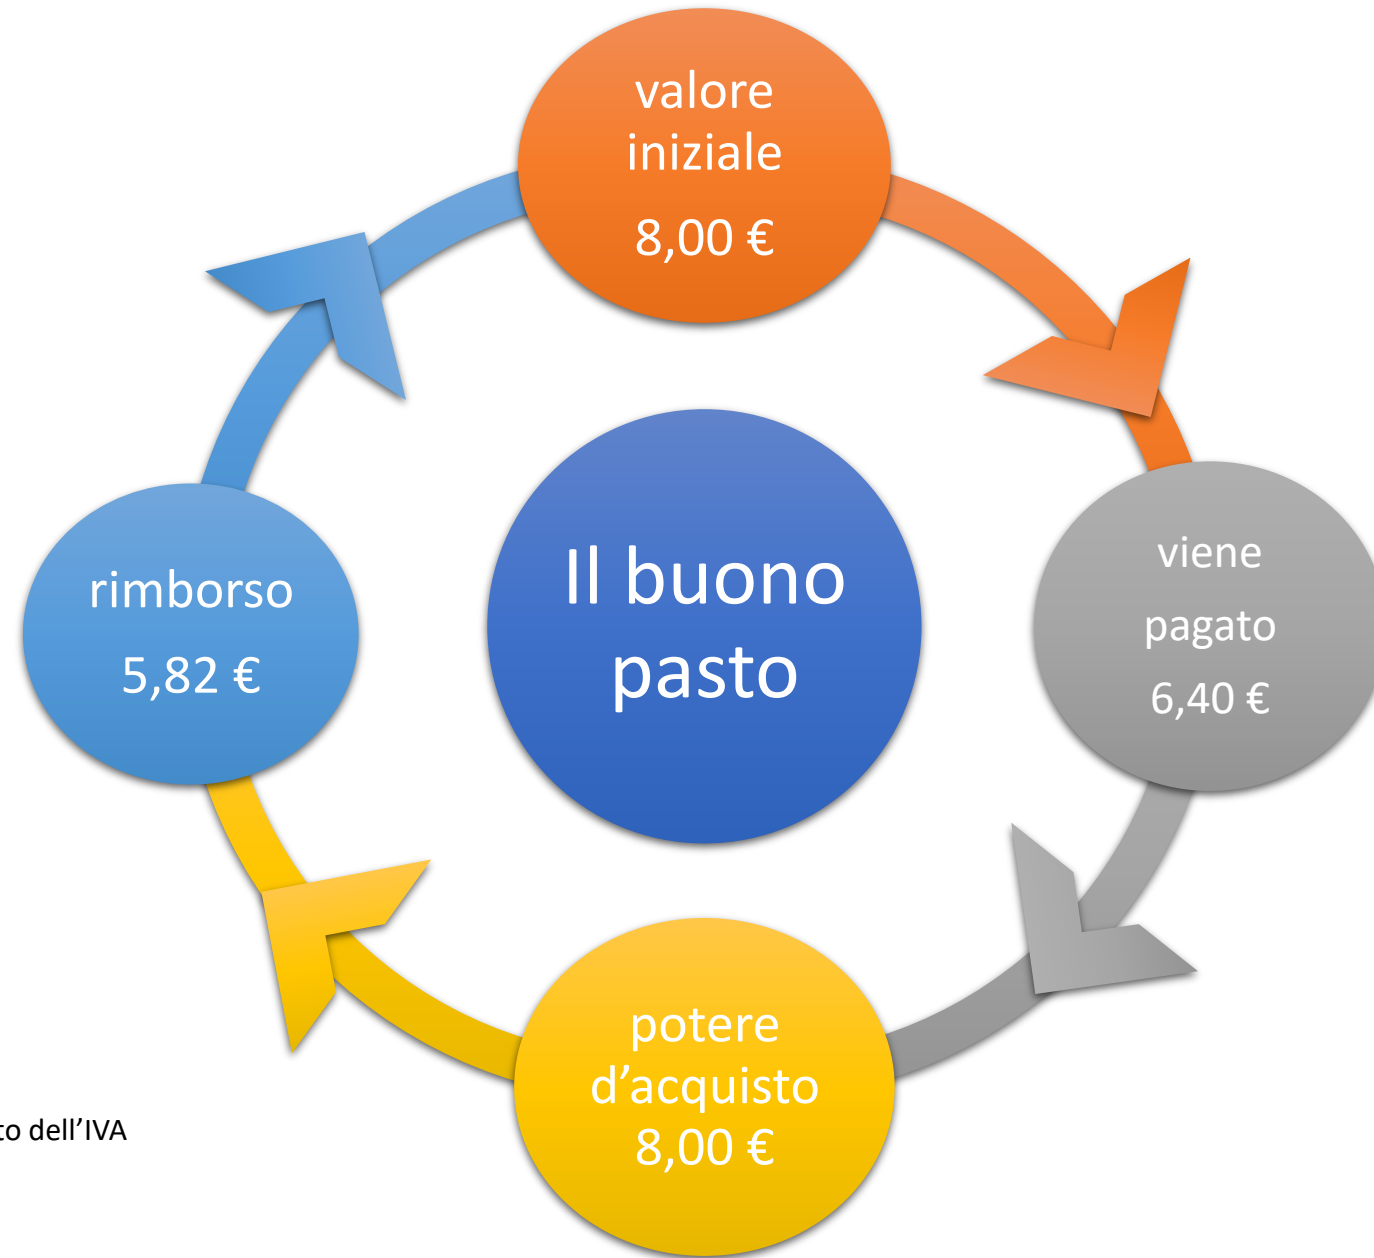 valore
iniziale
8,00 €
viene
pagato
6,40 €
potere
d’acquisto
8,00 €
rimborso
5,82 €
Il buono
pasto
dell’IVA